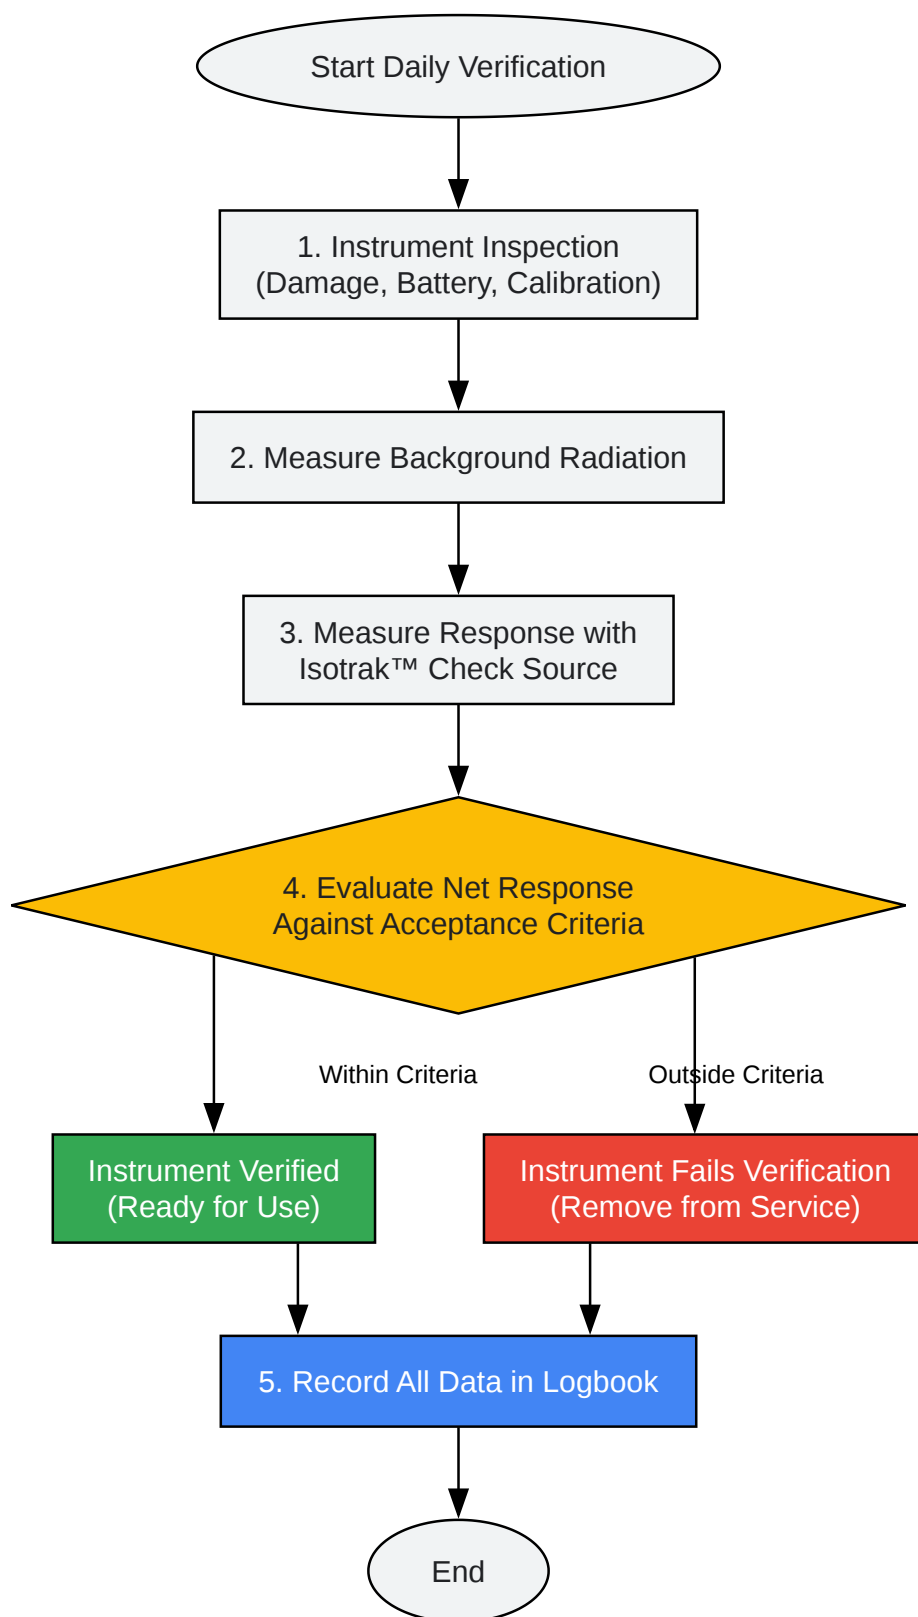 Start Daily Verification
1. Instrument Inspection
(Damage, Battery, Calibration)
2. Measure Background Radiation
3. Measure Response with
Isotrak™ Check Source
4. Evaluate Net Response
Against Acceptance Criteria
Within Criteria
Outside Criteria
Instrument Verified
(Ready for Use)
Instrument Fails Verification
(Remove from Service)
5. Record All Data in Logbook
End